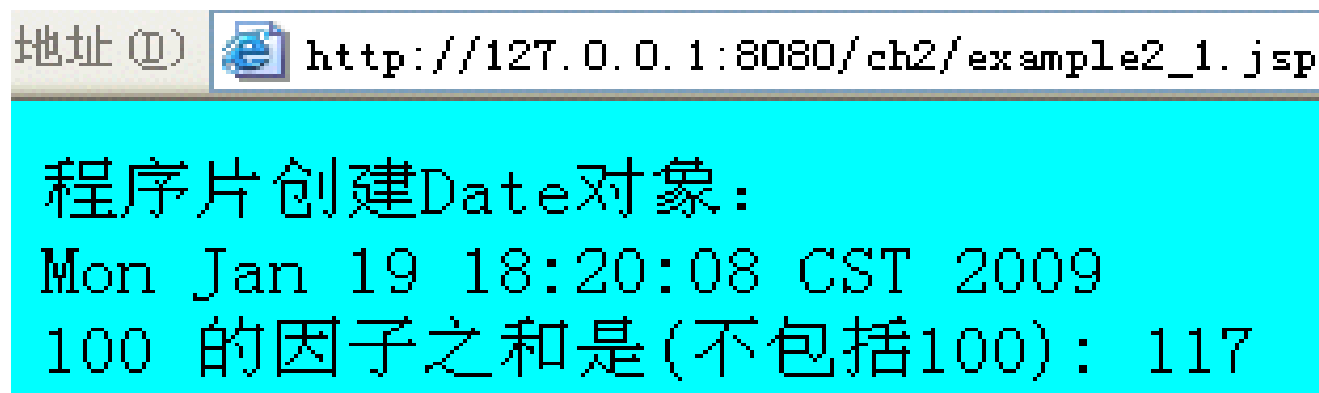 地址(D) http://127.0.0.1:8080/ch2/example2_1.jsp
程序片创建Date对象：
Mon Jan 19 18:20:08 CST 2009
100 的因子之和是(不包括100): 117